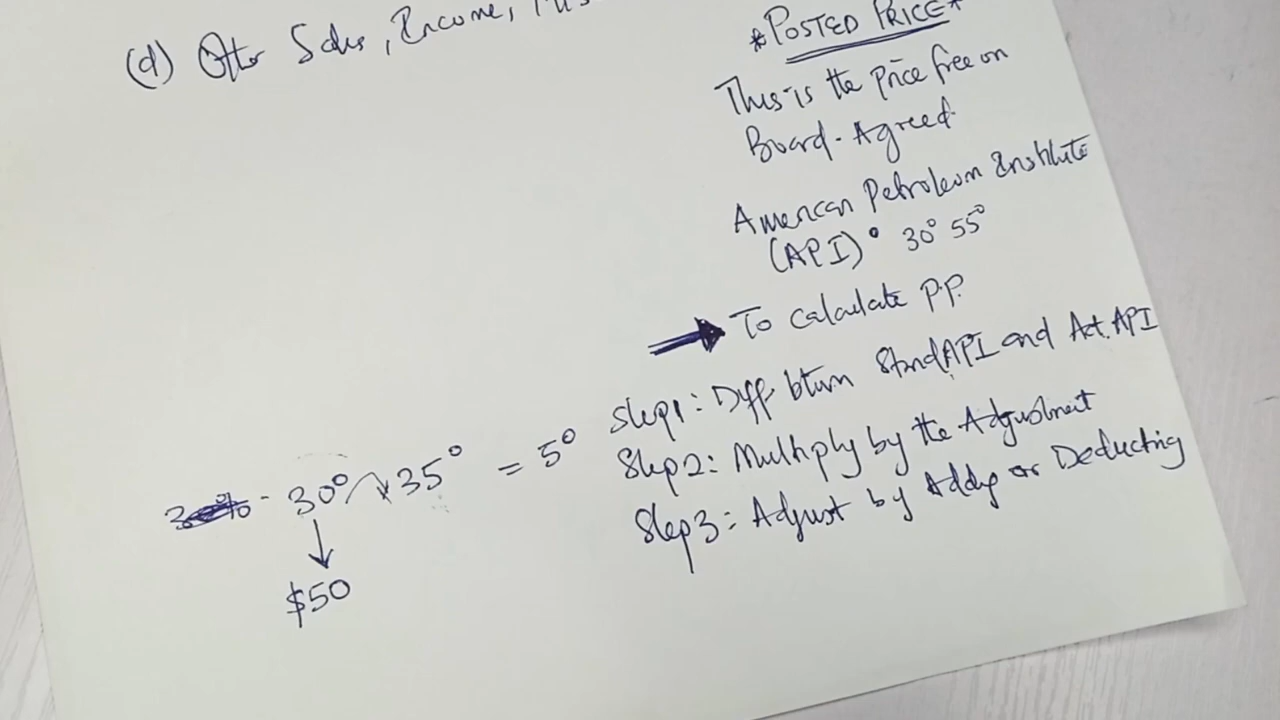 (d) Other Sales, Income,
*POSTED PRICE*
This is the Price free on
Board - Agreed
American Petroleum Institute
(API)° 30° 55°
To calculate P.P.
Step1: Diff. btwn Stand API and Act. API
Step2: Multiply by the Adjustment
Step3: Adjust by Adding or Deducting
30° 35° = 5°
$50